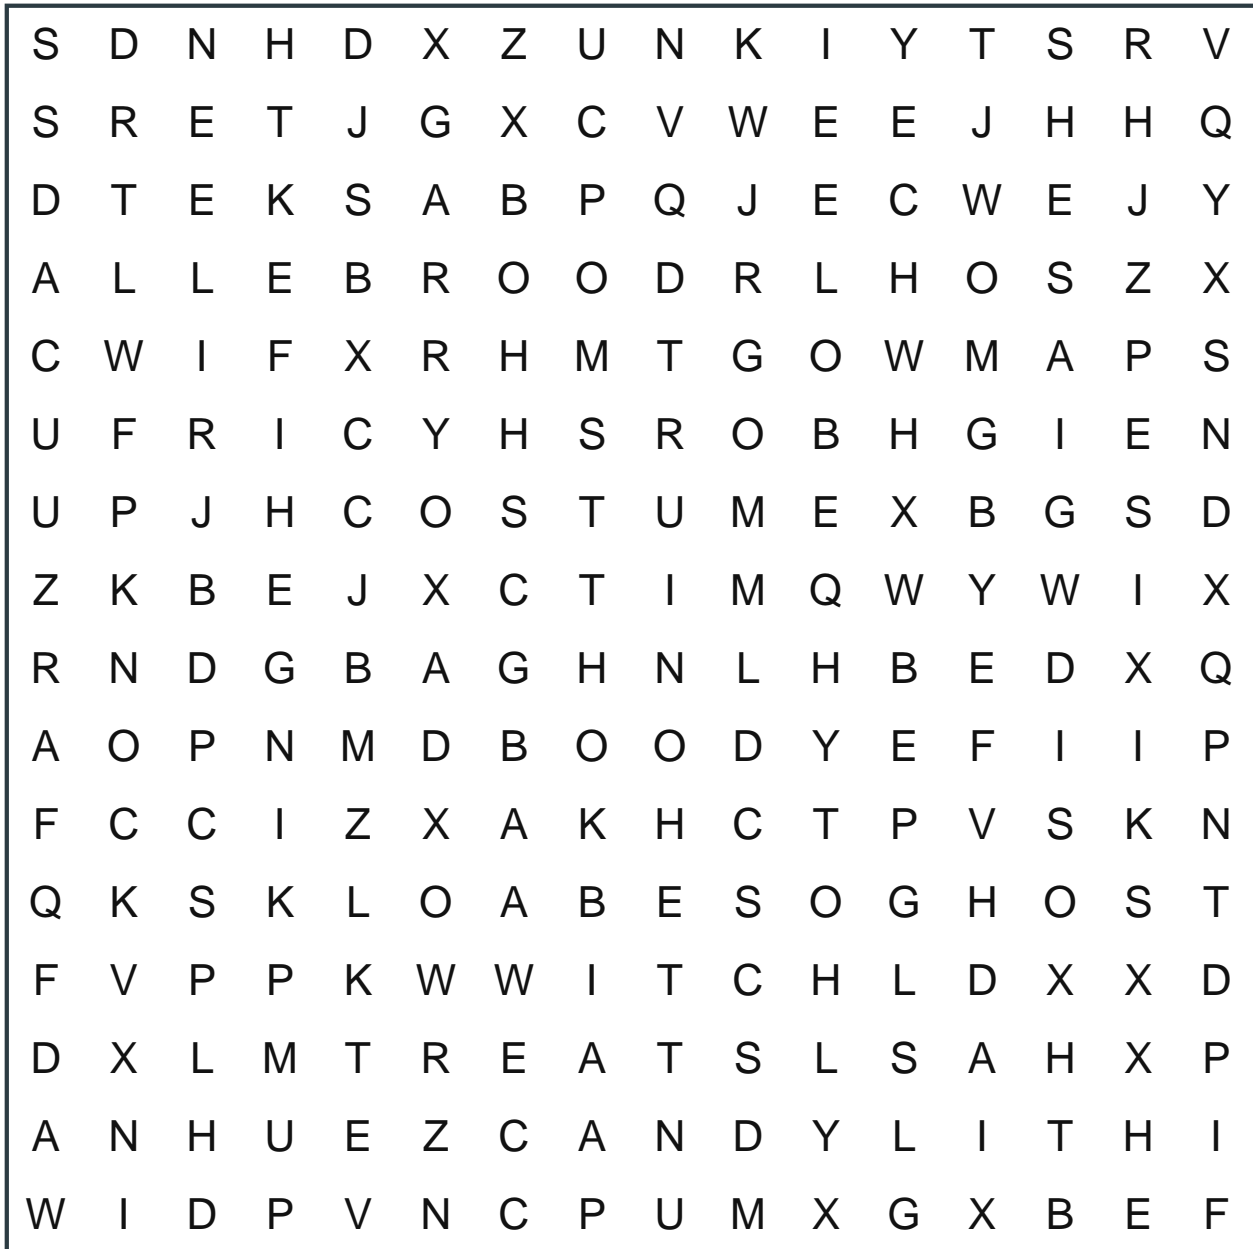 S D N H D X Z U N K I Y T S R V
S R E T J G X C V W E E J H H Q
D T E K S A B P Q J E C W E J Y
A L L E B R O O D R L H O S Z X
C W I F X R H M T G O W M A P S
U F R I C Y H S R O B H G I E N
U P J H C O S T U M E X B G S D
Z K B E J X C T I M Q W Y W I X
R N D G B A G H N L H B E D X Q
A O P N M D B O O D Y E F I I P
F C C I Z X A K H C T P V S K N
Q K S K L O A B E S O G H O S T
F V P P K W W I T C H L D X X D
D X L M T R E A T S L S A H X P
A N H U E Z C A N D Y L I T H I
W I D P V N C P U M X G X B E F